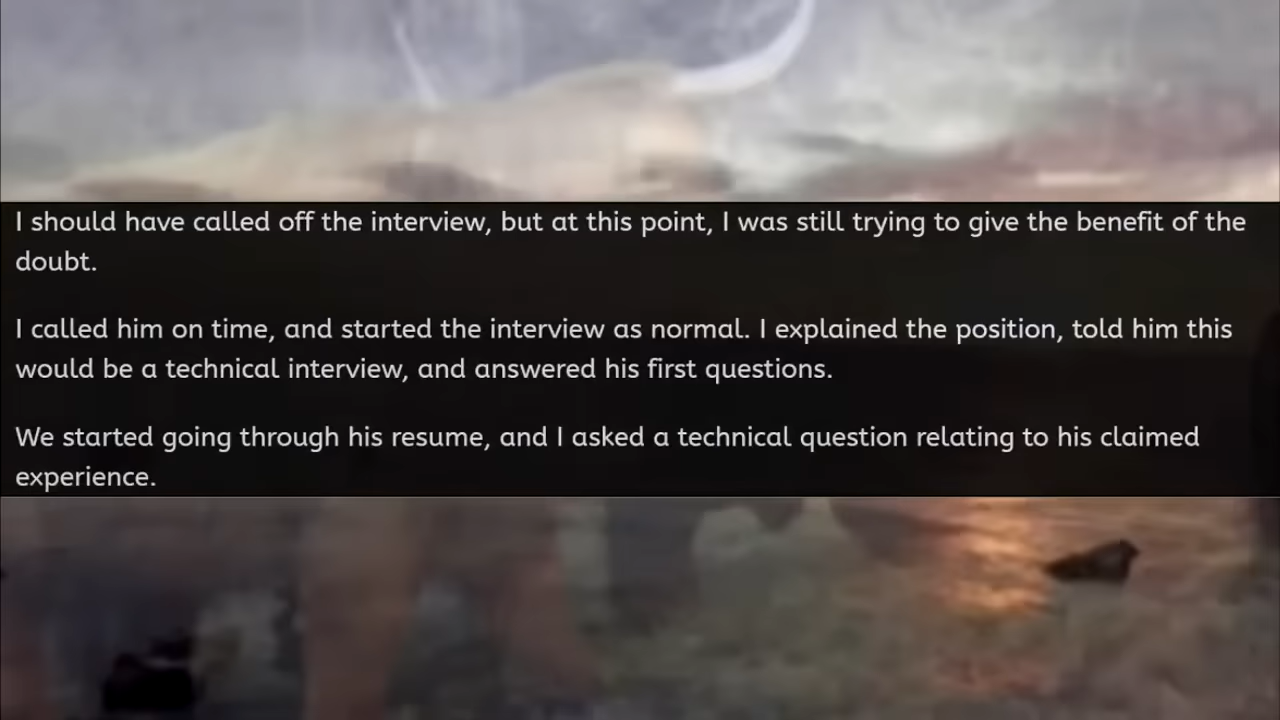 I should have called off the interview, but at this point, I was still trying to give the benefit of the
doubt.
I called him on time, and started the interview as normal. I explained the position, told him this
would be a technical interview, and answered his first questions.
We started going through his resume, and I asked a technical question relating to his claimed
experience.